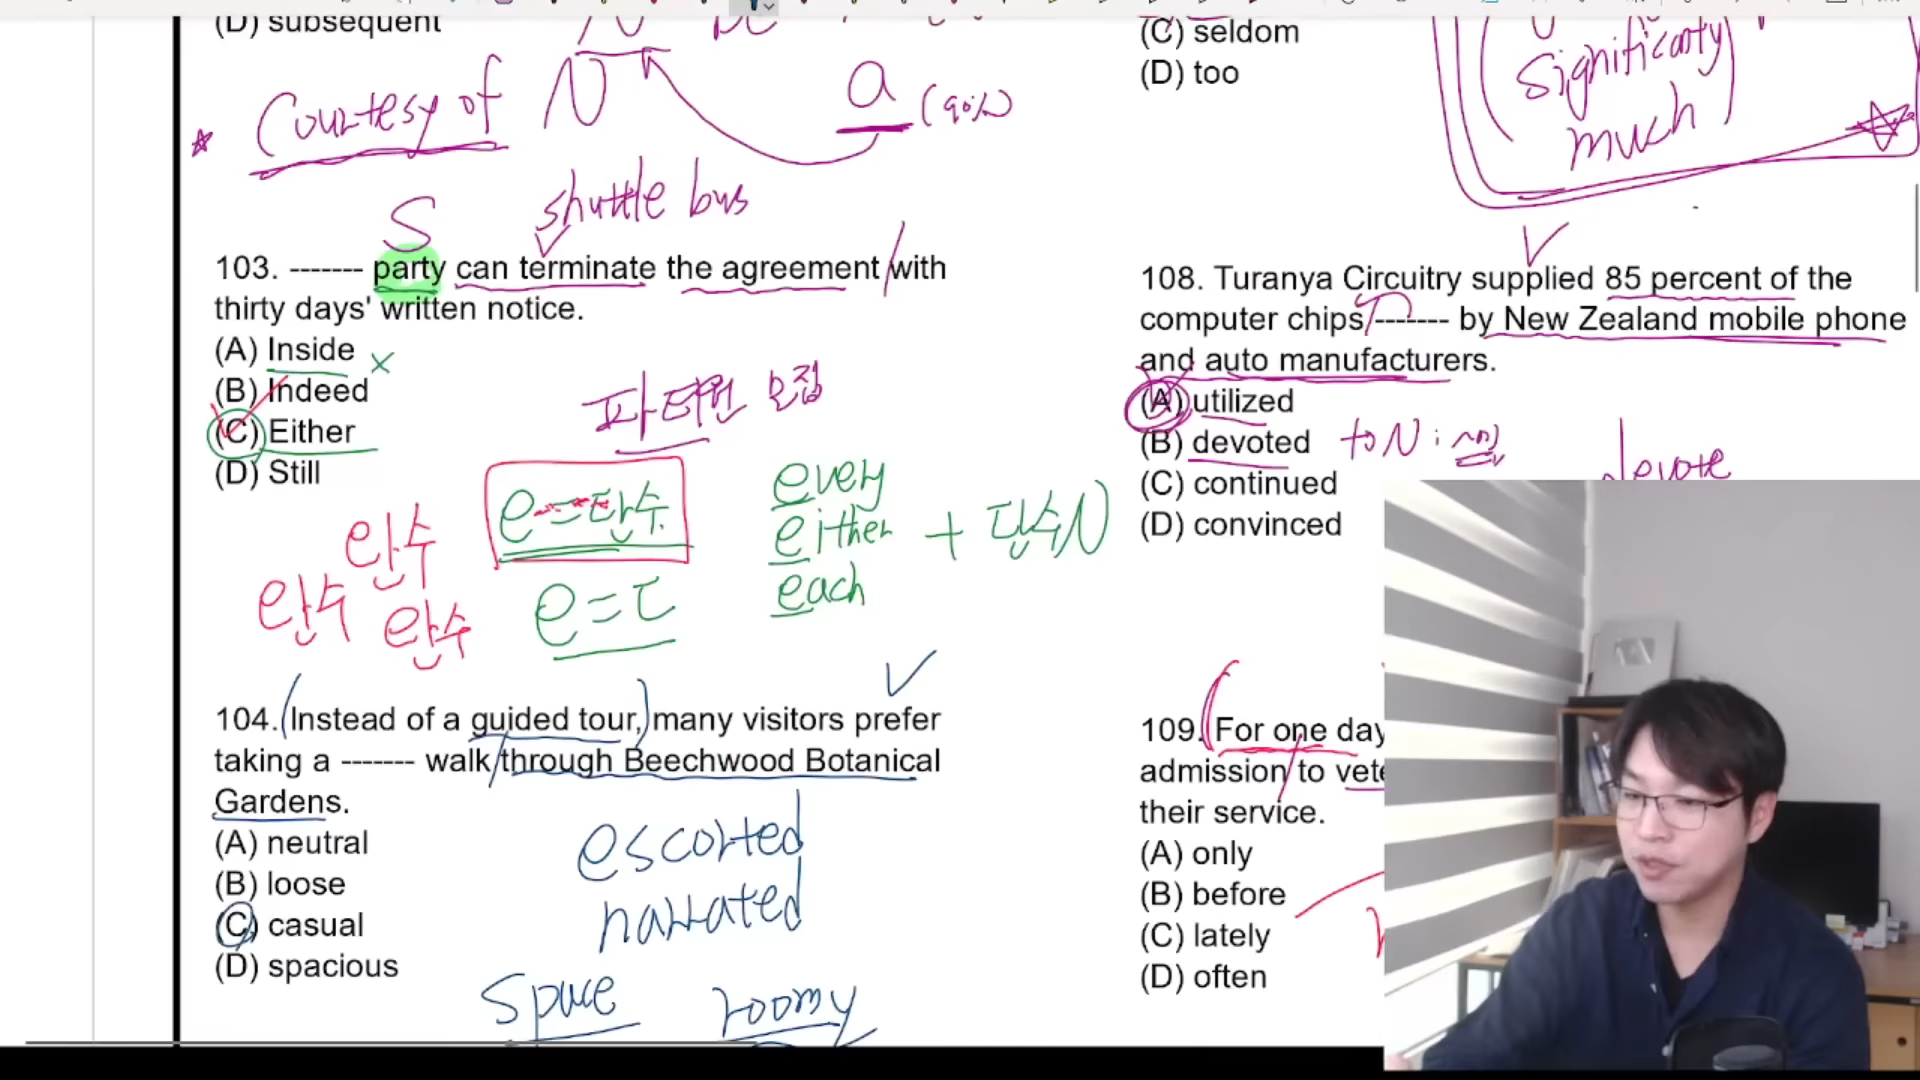 (D) subsequent
Courtesy of N a (90%)
S shuttle bus
103. ------- party can terminate the agreement with
thirty days' written notice.
(A) Inside
(B) Indeed
(C) Either
(D) Still
파티원 모집
e=단수
e=ㄷ
every
either + 단수N
each
e단수
e단수
e단수
104. Instead of a guided tour, many visitors prefer
taking a ------- walk through Beechwood Botanical
Gardens.
(A) neutral
(B) loose
(C) casual
(D) spacious
escorted
narrated
space roomy
(C) seldom
(D) too
significantly
much
108. Turanya Circuitry supplied 85 percent of the
computer chips ------- by New Zealand mobile phone
and auto manufacturers.
(A) utilized
(B) devoted to N :
(C) continued
(D) convinced
devote
109. For one day
admission to vete
their service.
(A) only
(B) before
(C) lately
(D) often